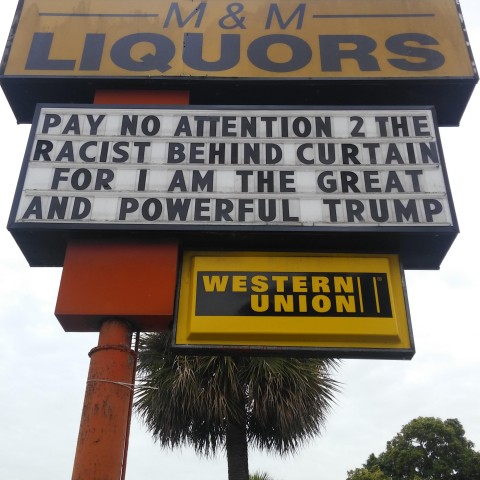 M & M
LIQUORS
PAY NO ATTENTION 2 THE
RACIST BEHIND CURTAIN
FOR I AM THE GREAT
AND POWERFUL TRUMP
WESTERN
UNION